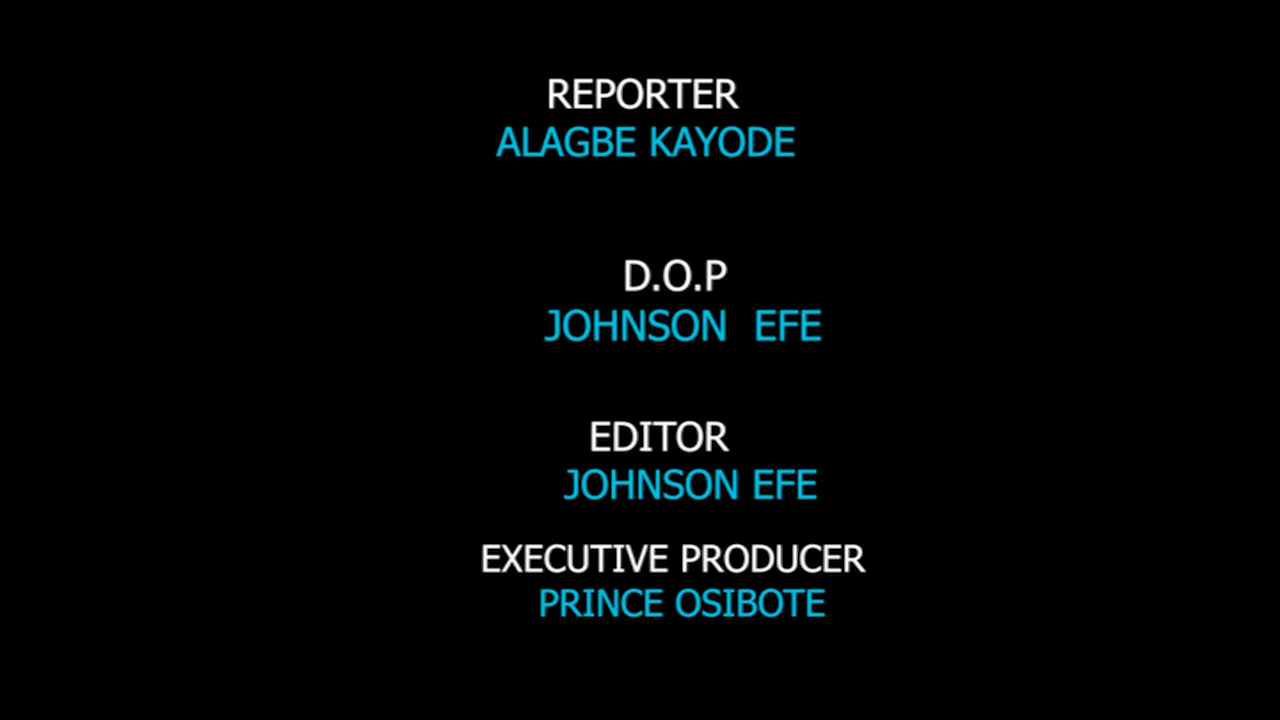 REPORTER
ALAGBE KAYODE
D.O.P
JOHNSON  EFE
EDITOR
JOHNSON EFE
EXECUTIVE PRODUCER
PRINCE OSIBOTE